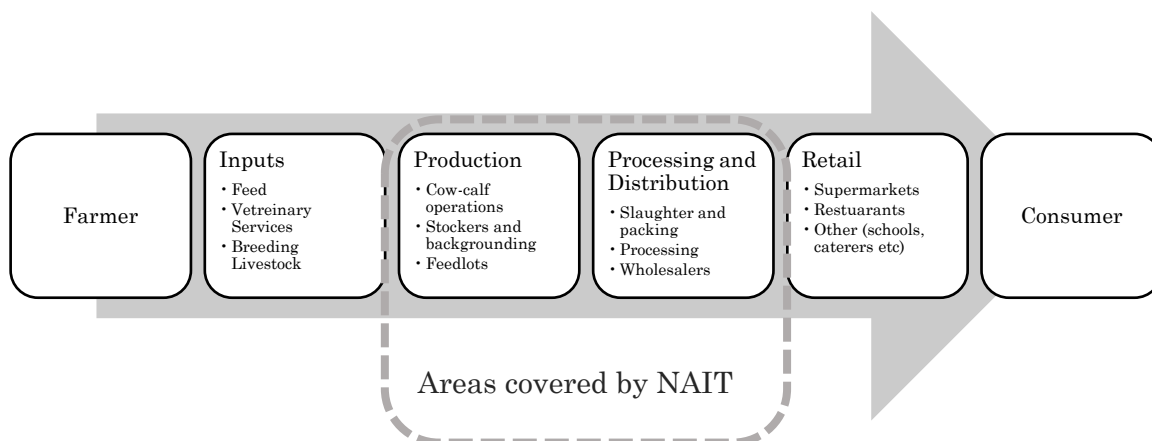 Farmer
Inputs
• Feed
• Vetreinary
Services
• Breeding
Livestock
Production
• Cow-calf
operations
• Stockers and
backgrounding
• Feedlots
Processing and
Distribution
• Slaughter and
packing
• Processing
• Wholesalers
Retail
• Supermarkets
• Restuarants
• Other (schools,
caterers etc)
Consumer
Areas covered by NAIT